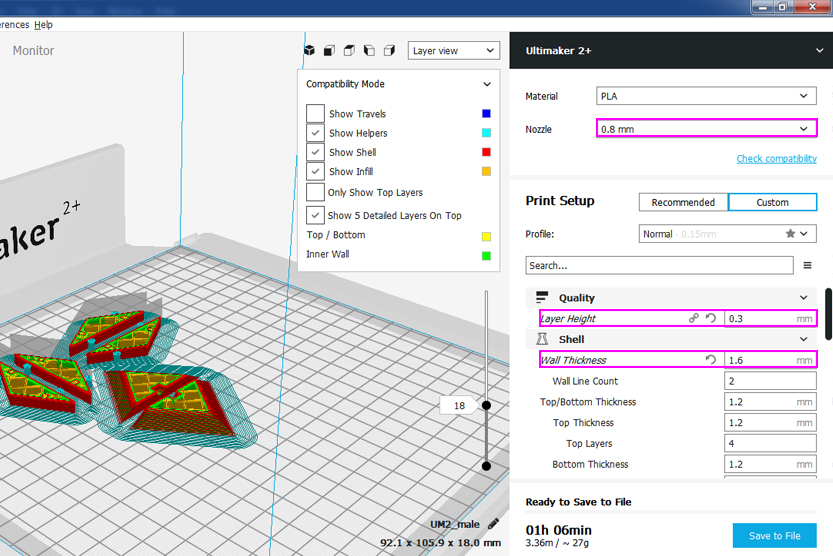 erences Help
Monitor
Layer view
Compatibility Mode
Show Travels
Show Helpers
Show Shell
Show Infill
Only Show Top Layers
Show 5 Detailed Layers On Top
Top / Bottom
Inner Wall
aker 2+
18
UM2_male
92.1 x 105.9 x 18.0 mm
Ultimaker 2+
Material PLA
Nozzle 0.8 mm
Check compatibility
Print Setup Recommended Custom
Profile: Normal - 0.15mm
Search...
Quality
Layer Height 0.3 mm
Shell
Wall Thickness 1.6 mm
Wall Line Count 2
Top/Bottom Thickness 1.2 mm
Top Thickness 1.2 mm
Top Layers 4
Bottom Thickness 1.2 mm
Ready to Save to File
01h 06min
3.36m / ~ 27g
Save to File